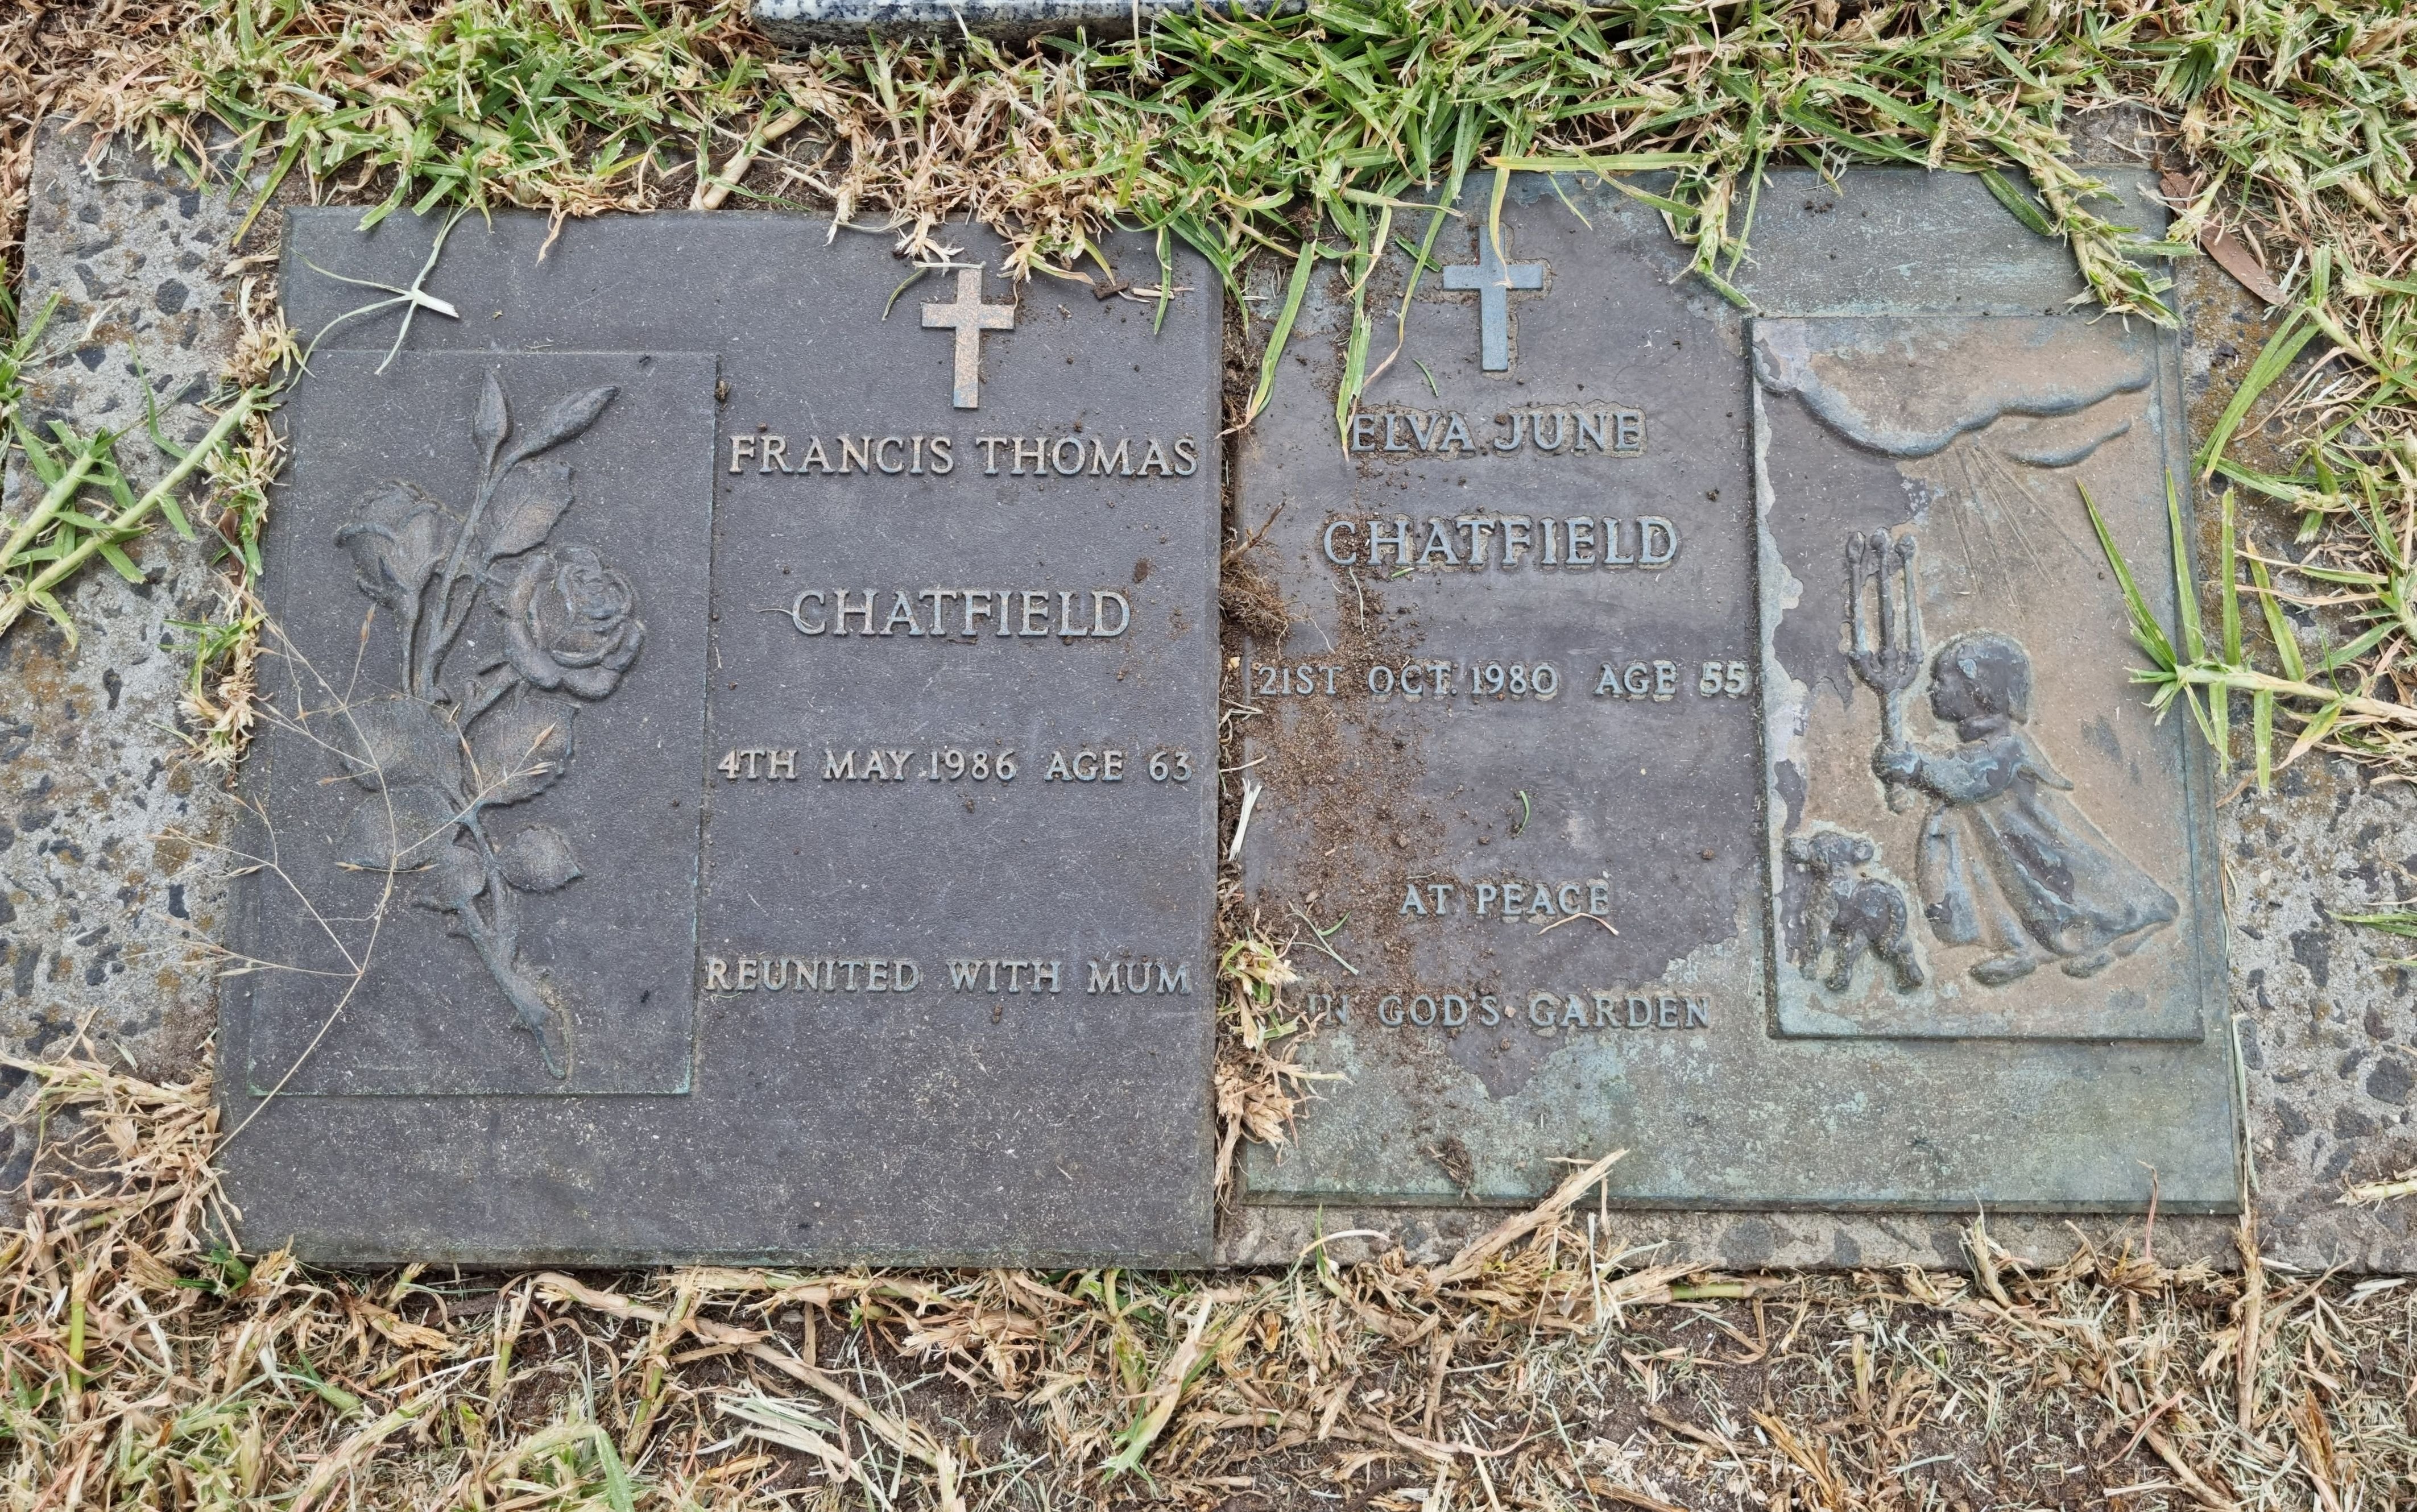 FRANCIS THOMAS
CHATFIELD
4TH MAY 1986 AGE 63
REUNITED WITH MUM
ELVA JUNE
CHATFIELD
21ST OCT. 1980 AGE 55
AT PEACE
IN GOD'S GARDEN